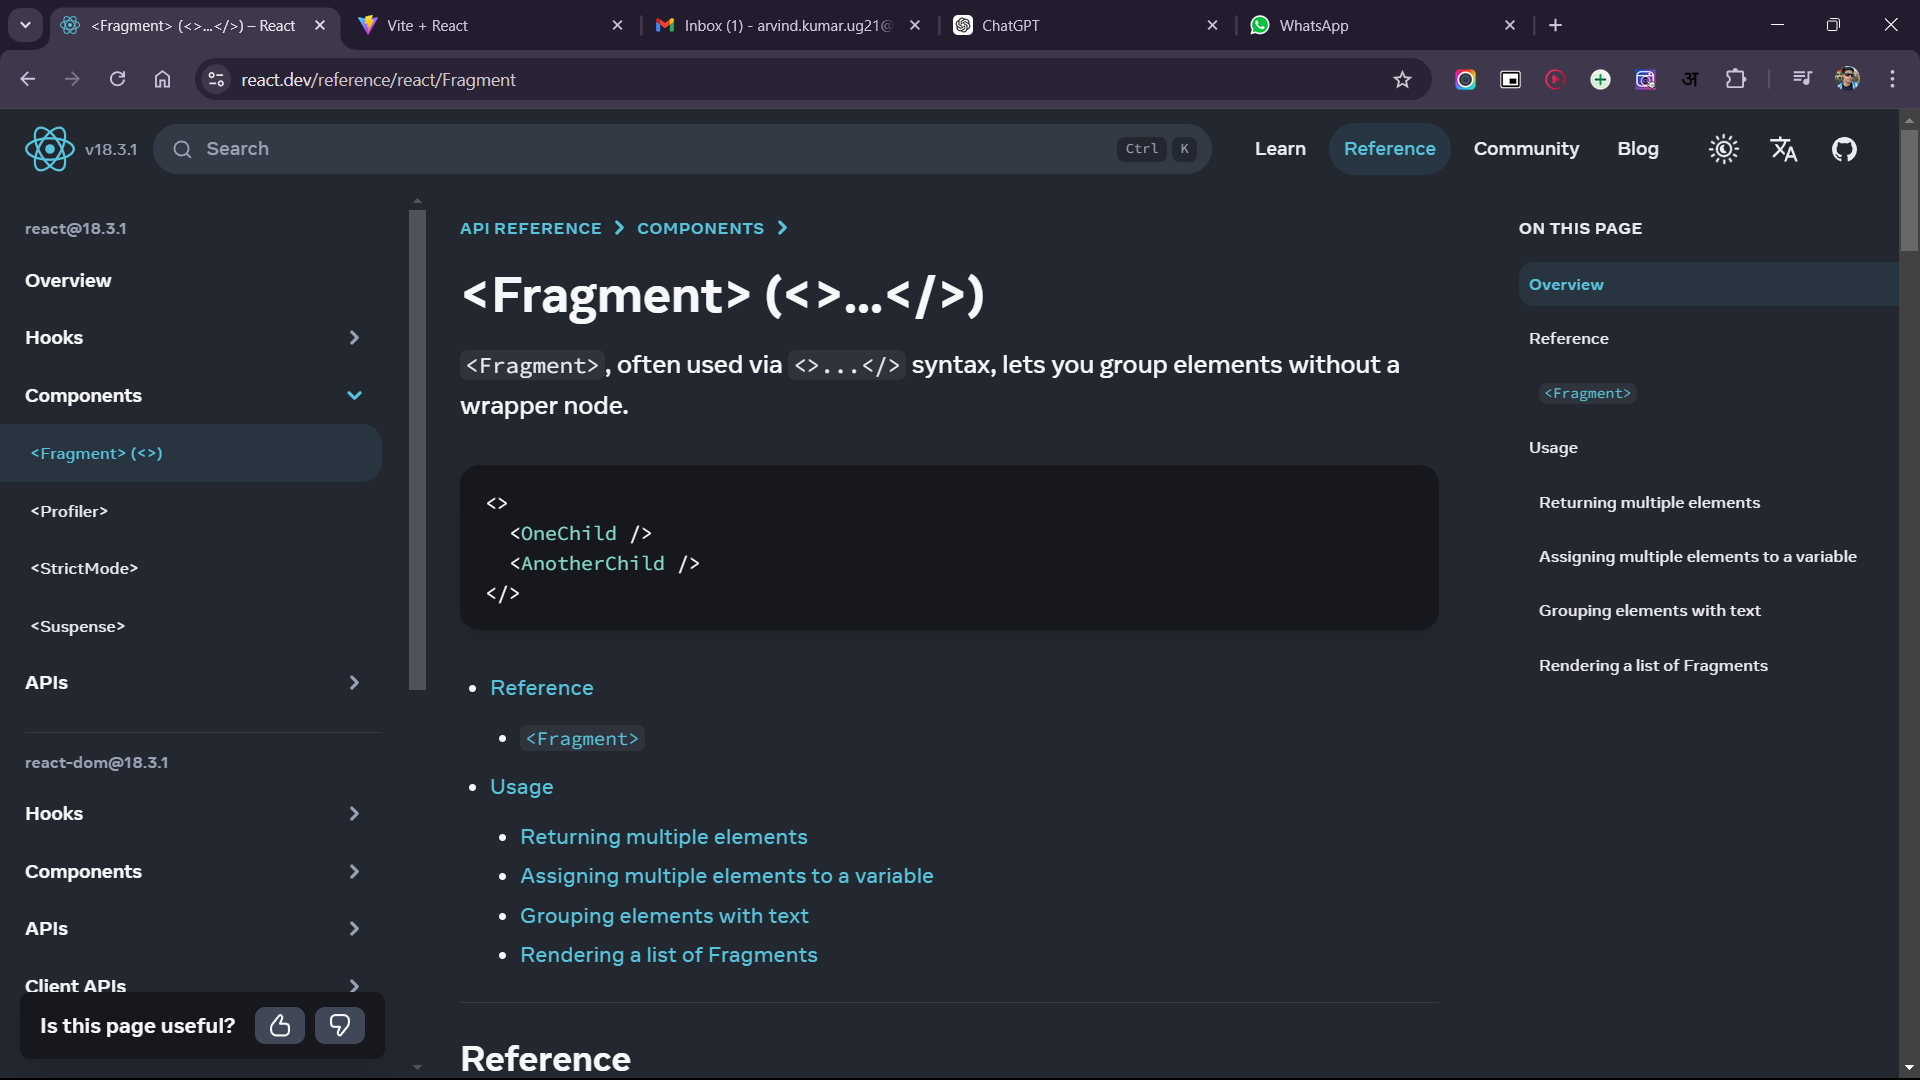 <Fragment> (<>...</>) – React
Vite + React
Inbox (1) - arvind.kumar.ug21@
ChatGPT
WhatsApp
react.dev/reference/react/Fragment
v18.3.1
Search
Ctrl K
Learn
Reference
Community
Blog
react@18.3.1
Overview
Hooks
Components
<Fragment> (<>)
<Profiler>
<StrictMode>
<Suspense>
APIs
react-dom@18.3.1
Hooks
Components
APIs
Client APIs
Is this page useful?
API REFERENCE
COMPONENTS
<Fragment> (<>...</>)
<Fragment>, often used via <>...</> syntax, lets you group elements without a
wrapper node.
<>
<OneChild />
<AnotherChild />
</>
Reference
<Fragment>
Usage
Returning multiple elements
Assigning multiple elements to a variable
Grouping elements with text
Rendering a list of Fragments
Reference
ON THIS PAGE
Overview
Reference
<Fragment>
Usage
Returning multiple elements
Assigning multiple elements to a variable
Grouping elements with text
Rendering a list of Fragments